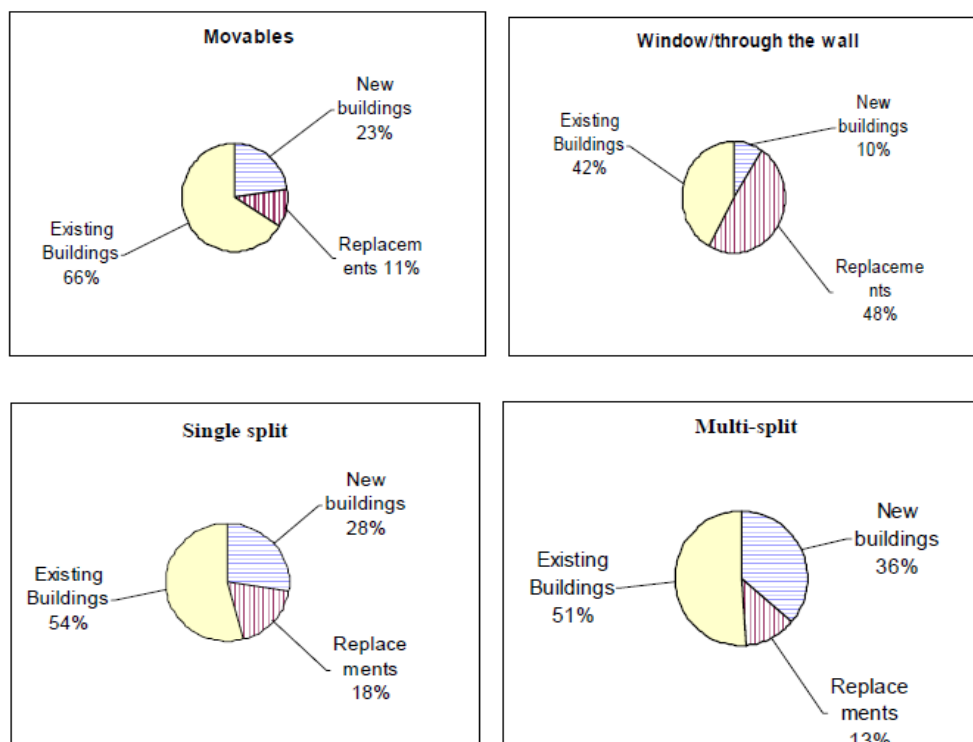 Movables
New
buildings
23%
Existing
Buildings
66%
Replacem
ents 11%
Window/through the wall
New
buildings
10%
Existing
Buildings
42%
Replaceme
nts
48%
Single split
New
buildings
28%
Existing
Buildings
54%
Replace
ments
18%
Multi-split
New
buildings
36%
Existing
Buildings
51%
Replace
ments
13%